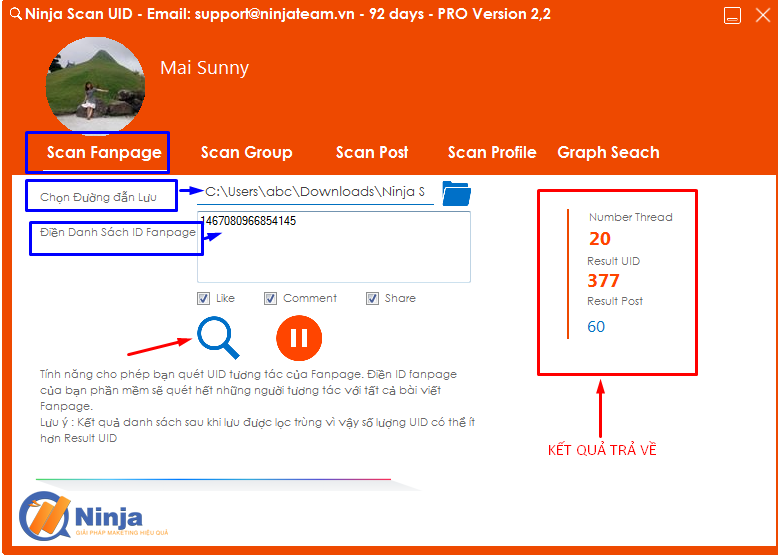 Ninja Scan UID - Email: support@ninjateam.vn - 92 days - PRO Version 2,2
Mai Sunny
Scan Fanpage
Scan Group
Scan Post
Scan Profile
Graph Seach
Chọn Đường đẫn Lưu
C:\Users\abc\Downloads\Ninja S
Điền Danh Sách ID Fanpage
1467080966854145
Like
Comment
Share
Number Thread
20
Result UID
377
Result Post
60
Tính năng cho phép bạn quét UID tương tác của Fanpage. Điền ID fanpage
của bạn phần mềm sẽ quét hết những người tương tác với tất cả bài viết
Fanpage.
Lưu ý : Kết quả danh sách sau khi lưu được lọc trùng vì vậy số lượng UID có thể ít
hơn Result UID
KẾT QUẢ TRẢ VỀ
Ninja
GIẢI PHÁP MARKETING HIỆU QUẢ